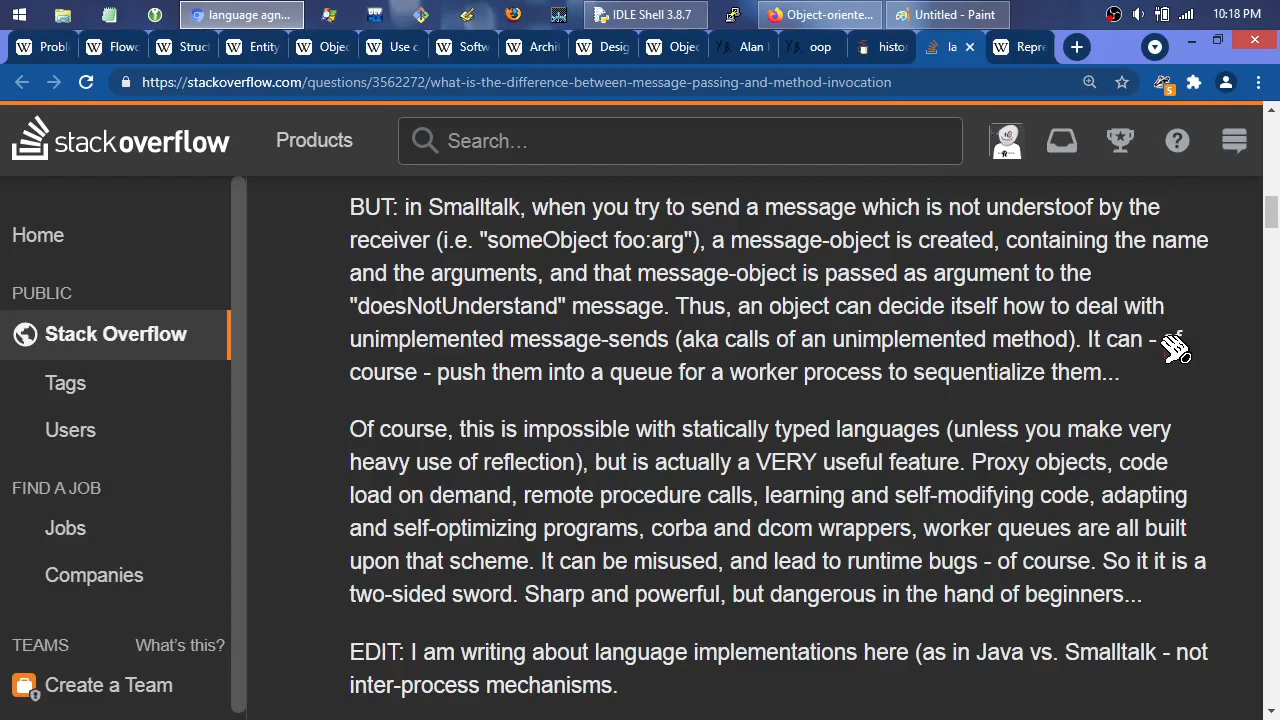 language agn...
IDLE Shell 3.8.7
Object-oriente...
Untitled - Paint
10:18 PM
Probl
Flowc
Struct
Entity
Objec
Use c
Softw
Archi
Desig
Objec
Alan
oop
histo
la
Repre
https://stackoverflow.com/questions/3562272/what-is-the-difference-between-message-passing-and-method-invocation
5
stack overflow
Products
Search...
Home
PUBLIC
Stack Overflow
Tags
Users
FIND A JOB
Jobs
Companies
TEAMS
What's this?
Create a Team
BUT: in Smalltalk, when you try to send a message which is not understoof by the
receiver (i.e. "someObject foo:arg"), a message-object is created, containing the name
and the arguments, and that message-object is passed as argument to the
"doesNotUnderstand" message. Thus, an object can decide itself how to deal with
unimplemented message-sends (aka calls of an unimplemented method). It can - of
course - push them into a queue for a worker process to sequentialize them...
Of course, this is impossible with statically typed languages (unless you make very
heavy use of reflection), but is actually a VERY useful feature. Proxy objects, code
load on demand, remote procedure calls, learning and self-modifying code, adapting
and self-optimizing programs, corba and dcom wrappers, worker queues are all built
upon that scheme. It can be misused, and lead to runtime bugs - of course. So it it is a
two-sided sword. Sharp and powerful, but dangerous in the hand of beginners...
EDIT: I am writing about language implementations here (as in Java vs. Smalltalk - not
inter-process mechanisms.